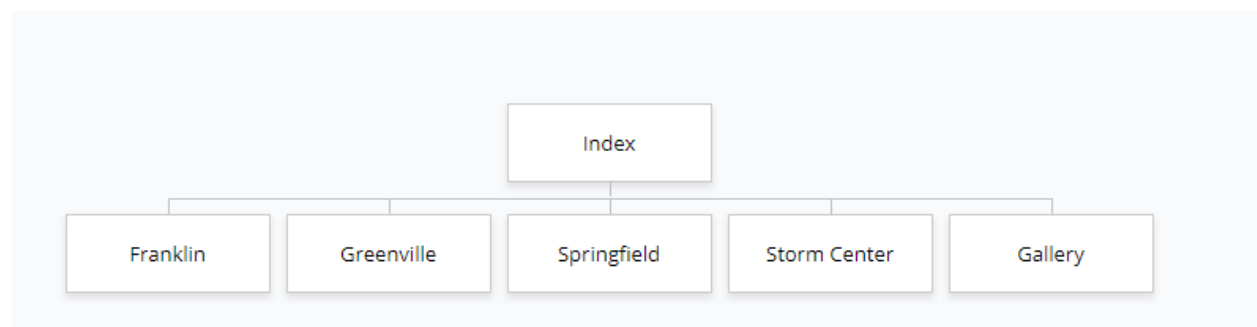 Index
Franklin
Greenville
Springfield
Storm Center
Gallery